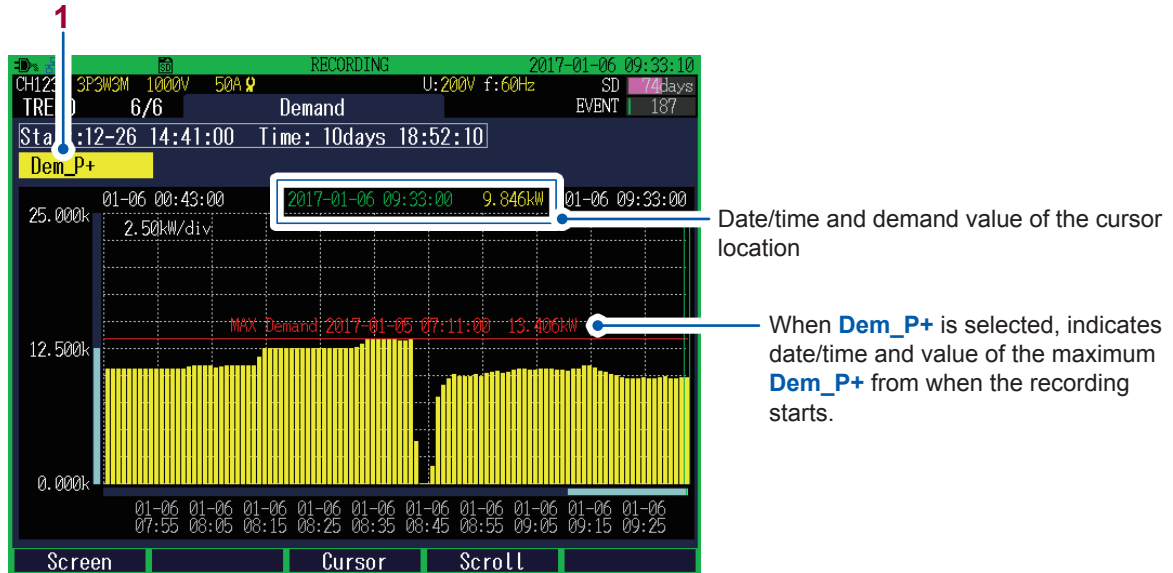 1
SD RECORDING 2017-01-06 09:33:10
CH123 3P3W3M 1000V 50A U:200V f:60Hz SD 74days
TREND 6/6 Demand EVENT 187
Start:12-26 14:41:00 Time: 10days 18:52:10
Dem_P+
01-06 00:43:00 2017-01-06 09:33:00 9.846kW 01-06 09:33:00
25.000k
2.50kW/div
Date/time and demand value of the cursor
location
MAX Demand 2017-01-05 07:11:00 13.406kW
When Dem_P+ is selected, indicates
date/time and value of the maximum
Dem_P+ from when the recording
starts.
12.500k
0.000k
01-06 01-06 01-06 01-06 01-06 01-06 01-06 01-06 01-06 01-06
07:55 08:05 08:15 08:25 08:35 08:45 08:55 09:05 09:15 09:25
Screen Cursor Scroll